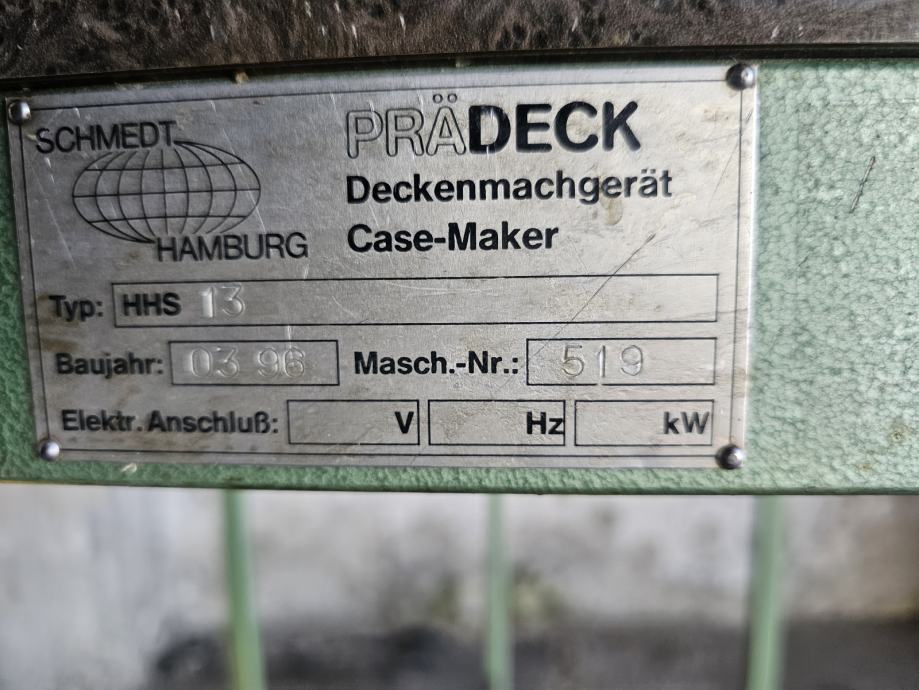 SCHMEDT
HAMBURG
PRÄDECK
Deckenmachgerät
Case-Maker
Typ: HHS 13
Baujahr: 03 96 Masch.-Nr.: 519
Elektr. Anschluß: V Hz kW